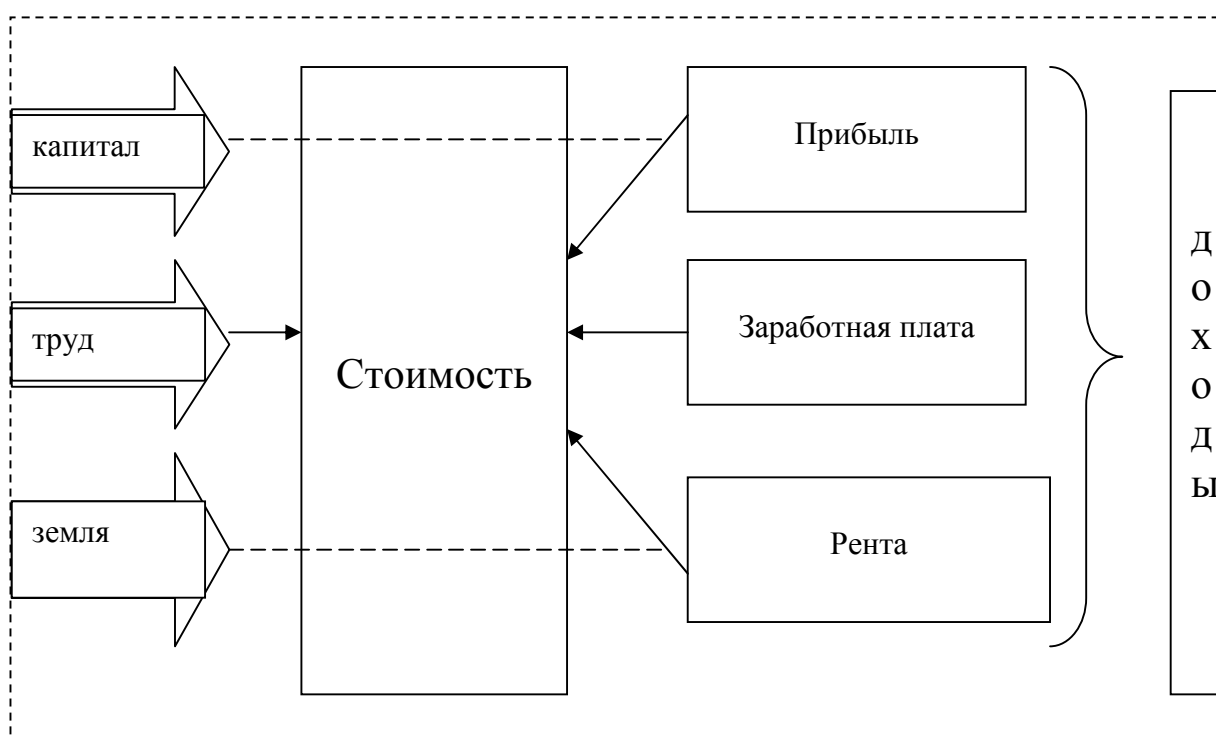 капитал
труд
земля
Стоимость
Прибыль
Заработная плата
Рента
д
о
х
о
д
ы